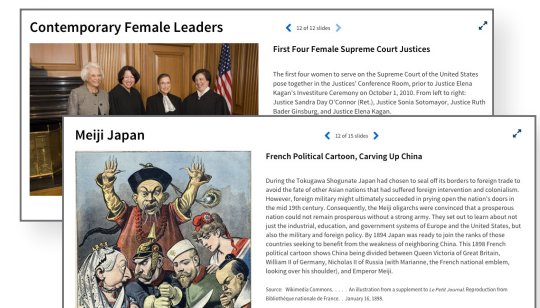 Contemporary Female Leaders
12 of 12 slides
First Four Female Supreme Court Justices
The first four women to serve on the Supreme Court of the United States
pose together in the Justices' Conference Room, prior to Justice Elena
Kagan's Investiture Ceremony on October 1, 2010. From left to right:
Justice Sandra Day O'Connor (Ret.), Justice Sonia Sotomayor, Justice Ruth
Bader Ginsburg, and Justice Elena Kagan.
Meiji Japan
12 of 15 slides
French Political Cartoon, Carving Up China
During the Tokugawa Shogunate Japan had chosen to seal off its borders to foreign trade to
avoid the fate of other Asian nations that had suffered foreign intervention and colonialism.
However, foreign military might ultimately succeeded in prying open the nation's doors in
the mid 19th century. Consequently, the Meiji oligarchs were convinced that a prosperous
nation could not remain prosperous without a strong army. They set out to learn about not
just the industrial, education, and government systems of Europe and the United States, but
also the military and foreign policy. By 1894 Japan was ready to join the ranks of those
countries seeking to benefit from the weakness of neighboring China. This 1898 French
political cartoon shows China being divided between Queen Victoria of Great Britain,
William II of Germany, Nicholas II of Russia (with Marianne, the French national emblem,
looking over his shoulder), and Emperor Meiji.
Source: Wikimedia Commons. . . . . An illustration from a supplement to Le Petit Journal. Reproduction from
Bibliothèque nationale de France. . January 16, 1898.